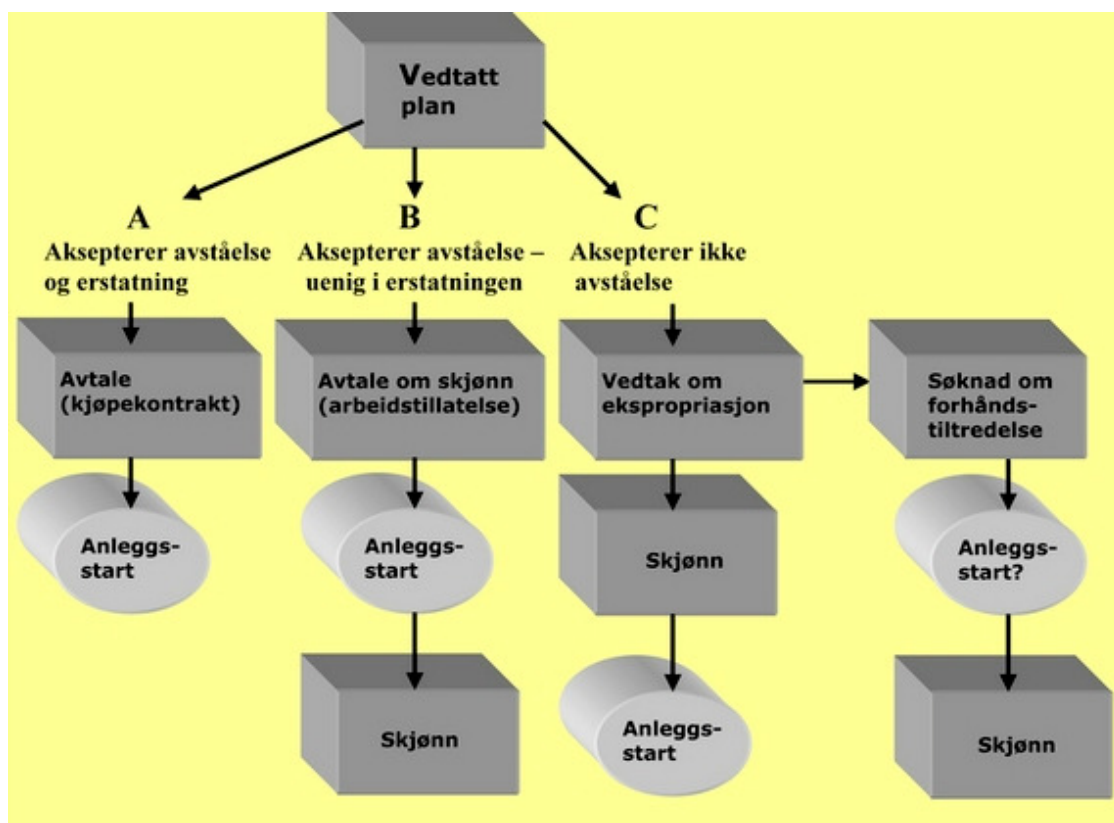 Vedtatt
plan
A
Aksepterer avståelse
og erstatning
B
Aksepterer avståelse –
uenig i erstatningen
C
Aksepterer ikke
avståelse
Avtale
(kjøpekontrakt)
Avtale om skjønn
(arbeidstillatelse)
Vedtak om
ekspropriasjon
Søknad om
forhånds-
tiltredelse
Anleggs-
start
Anleggs-
start
Skjønn
Anleggs-
start?
Skjønn
Anleggs-
start
Skjønn